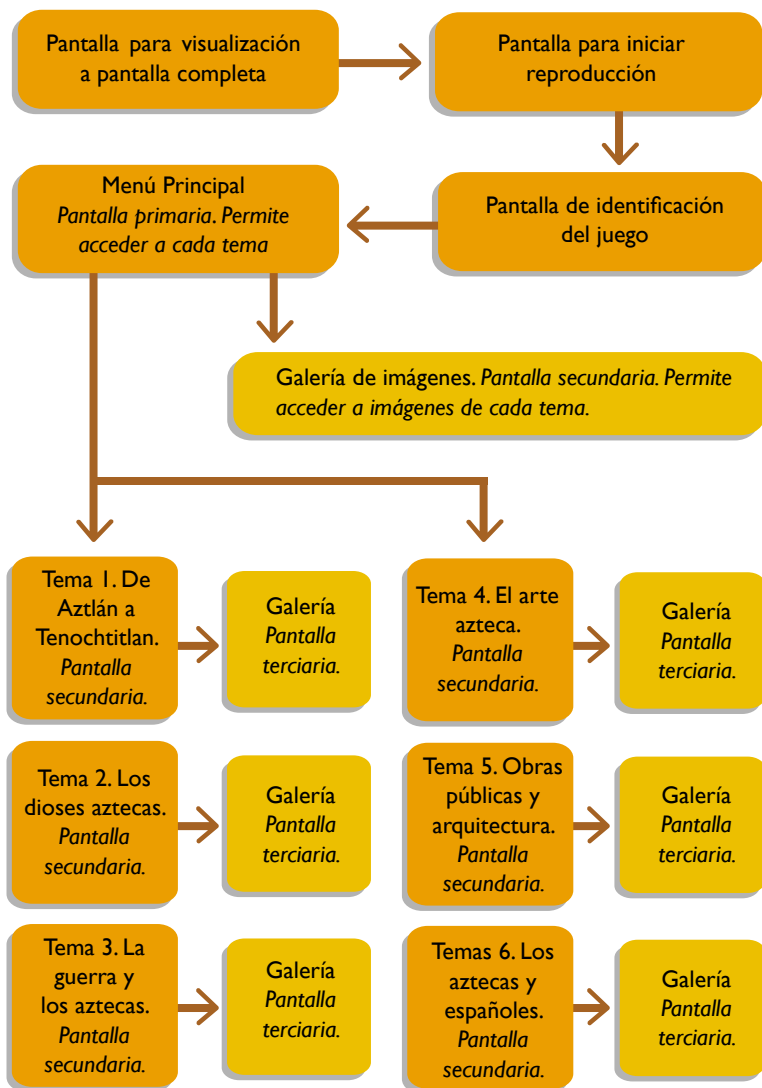 Pantalla para visualización
a pantalla completa
Pantalla para iniciar
reproducción
Menú Principal
Pantalla primaria. Permite
acceder a cada tema
Pantalla de identificación
del juego
Galería de imágenes. Pantalla secundaria. Permite
acceder a imágenes de cada tema.
Tema 1. De
Aztlán a
Tenochtitlan.
Pantalla
secundaria.
Galería
Pantalla
terciaria.
Tema 4. El arte
azteca.
Pantalla
secundaria.
Galería
Pantalla
terciaria.
Tema 2. Los
dioses aztecas.
Pantalla
secundaria.
Galería
Pantalla
terciaria.
Tema 5. Obras
públicas y
arquitectura.
Pantalla
secundaria.
Galería
Pantalla
terciaria.
Tema 3. La
guerra y
los aztecas.
Pantalla
secundaria.
Galería
Pantalla
terciaria.
Temas 6. Los
aztecas y
españoles.
Pantalla
secundaria.
Galería
Pantalla
terciaria.